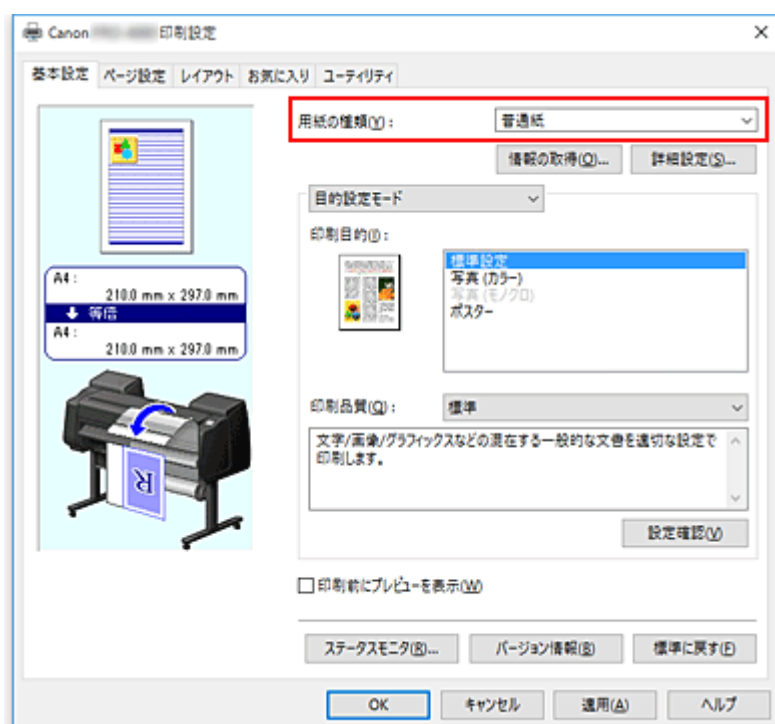 Canon 印刷設定
基本設定 ページ設定 レイアウト お気に入り ユーティリティ
用紙の種類(Y): 普通紙
情報の取得(O)... 詳細設定(S)...
目的設定モード
印刷目的(I):
標準設定
写真 (カラー)
写真 (モノクロ)
ポスター
A4 :
210.0 mm x 297.0 mm
等倍
A4 :
210.0 mm x 297.0 mm
R
印刷品質(Q): 標準
文字/画像/グラフィックスなどの混在する一般的な文書を適切な設定で
印刷します。
設定確認(V)
印刷前にプレビューを表示(W)
ステータスモニタ(R)... バージョン情報(B) 標準に戻す(F)
OK キャンセル 適用(A) ヘルプ